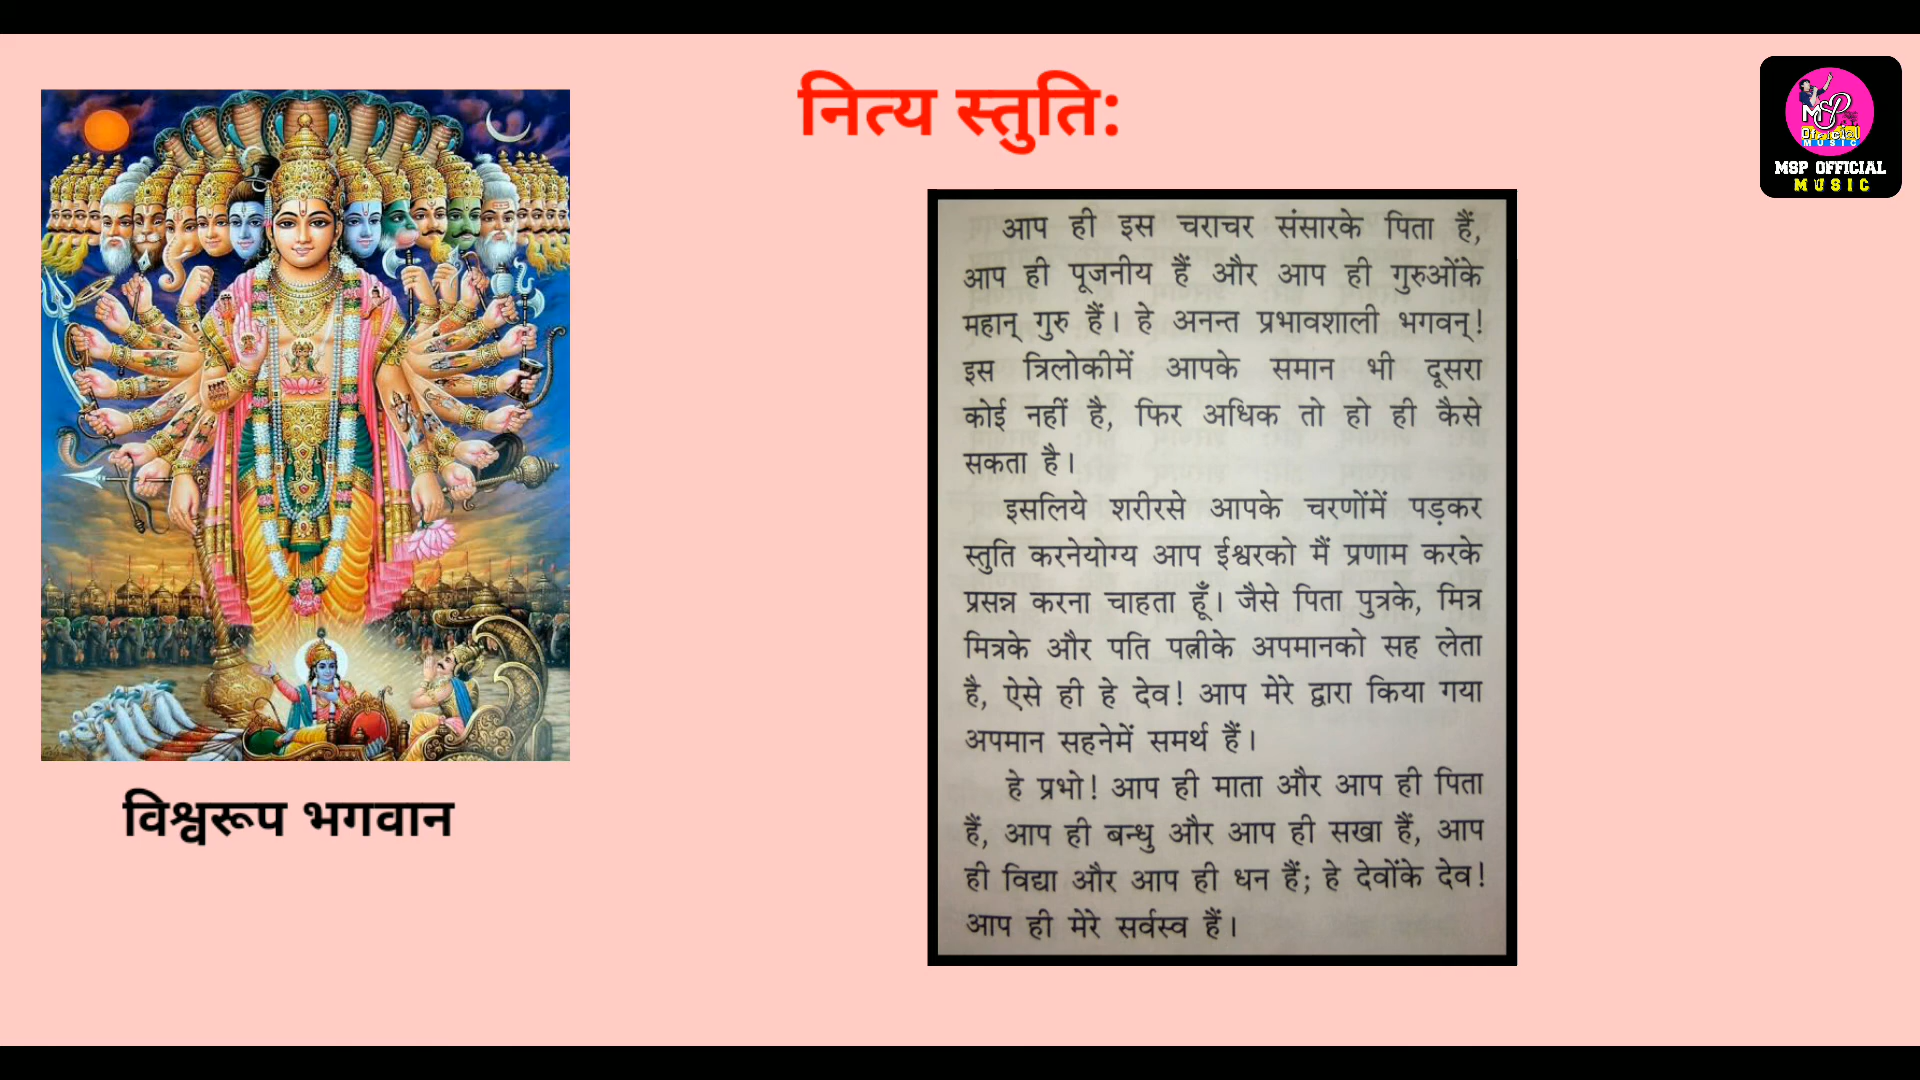 नित्य स्तुति:
MSP
Official
MUSIC
MSP OFFICIAL
MUSIC
आप ही इस चराचर संसारके पिता हैं,
आप ही पूजनीय हैं और आप ही गुरुओंके
महान् गुरु हैं। हे अनन्त प्रभावशाली भगवन्!
इस त्रिलोकीमें आपके समान भी दूसरा
कोई नहीं है, फिर अधिक तो हो ही कैसे
सकता है।
इसलिये शरीरसे आपके चरणोंमें पड़कर
स्तुति करनेयोग्य आप ईश्वरको मैं प्रणाम करके
प्रसन्न करना चाहता हूँ। जैसे पिता पुत्रके, मित्र
मित्रके और पति पत्नीके अपमानको सह लेता
है, ऐसे ही हे देव! आप मेरे द्वारा किया गया
अपमान सहनेमें समर्थ हैं।
हे प्रभो! आप ही माता और आप ही पिता
हैं, आप ही बन्धु और आप ही सखा हैं, आप
ही विद्या और आप ही धन हैं; हे देवोंके देव!
आप ही मेरे सर्वस्व हैं।
विश्वरूप भगवान